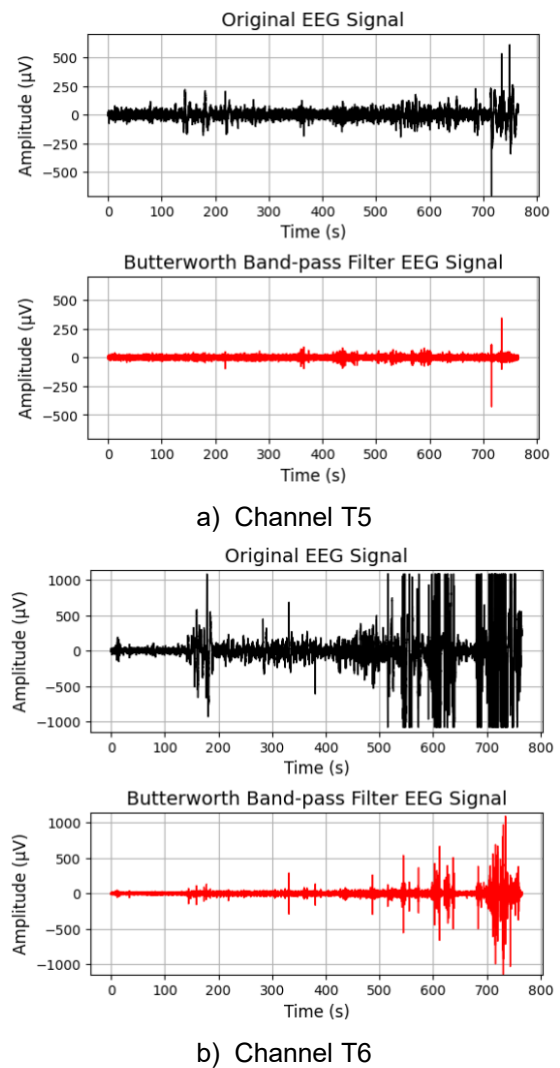 Original EEG Signal
500
250
0
−250
−500
Amplitude (μV)
0 100 200 300 400 500 600 700 800
Time (s)
Butterworth Band-pass Filter EEG Signal
500
250
0
−250
−500
Amplitude (μV)
0 100 200 300 400 500 600 700 800
Time (s)
a) Channel T5
Original EEG Signal
1000
500
0
−500
−1000
Amplitude (μV)
0 100 200 300 400 500 600 700 800
Time (s)
Butterworth Band-pass Filter EEG Signal
1000
500
0
−500
−1000
Amplitude (μV)
0 100 200 300 400 500 600 700 800
Time (s)
b) Channel T6